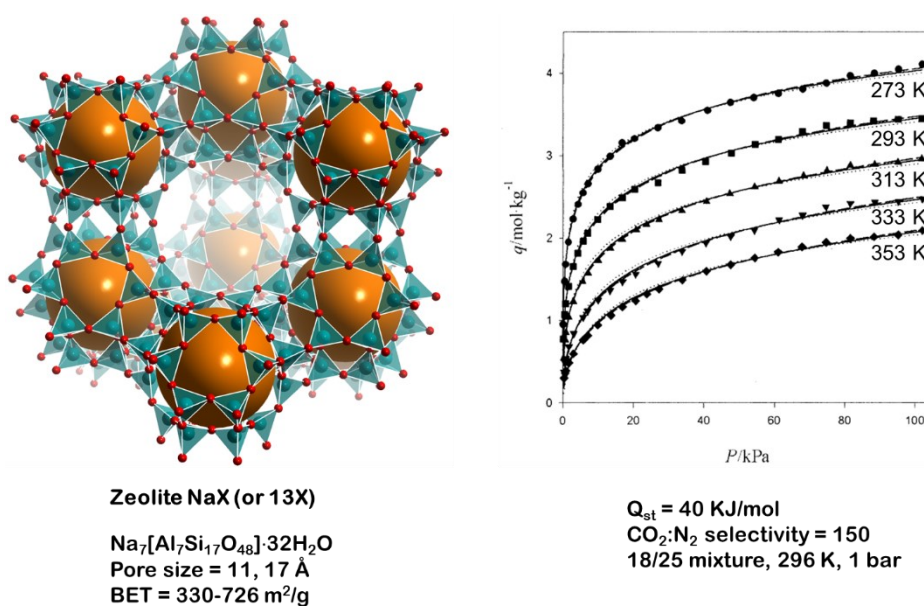 4
3
2
1
0
q/mol·kg⁻¹
273 K
293 K
313 K
333 K
353 K
0 20 40 60 80 100
P/kPa
Zeolite NaX (or 13X)
Na₇[Al₇Si₁₇O₄₈]·32H₂O
Pore size = 11, 17 Å
BET = 330-726 m²/g
Qst = 40 KJ/mol
CO₂:N₂ selectivity = 150
18/25 mixture, 296 K, 1 bar